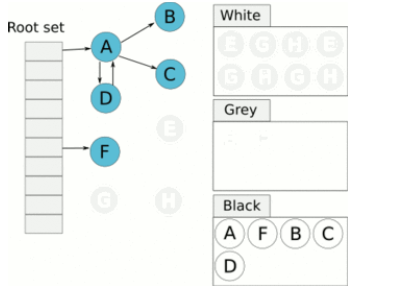 Root set
A
B
C
D
E
F
G
H
White
E G H E
G H G H
Grey
Black
A F B C
D